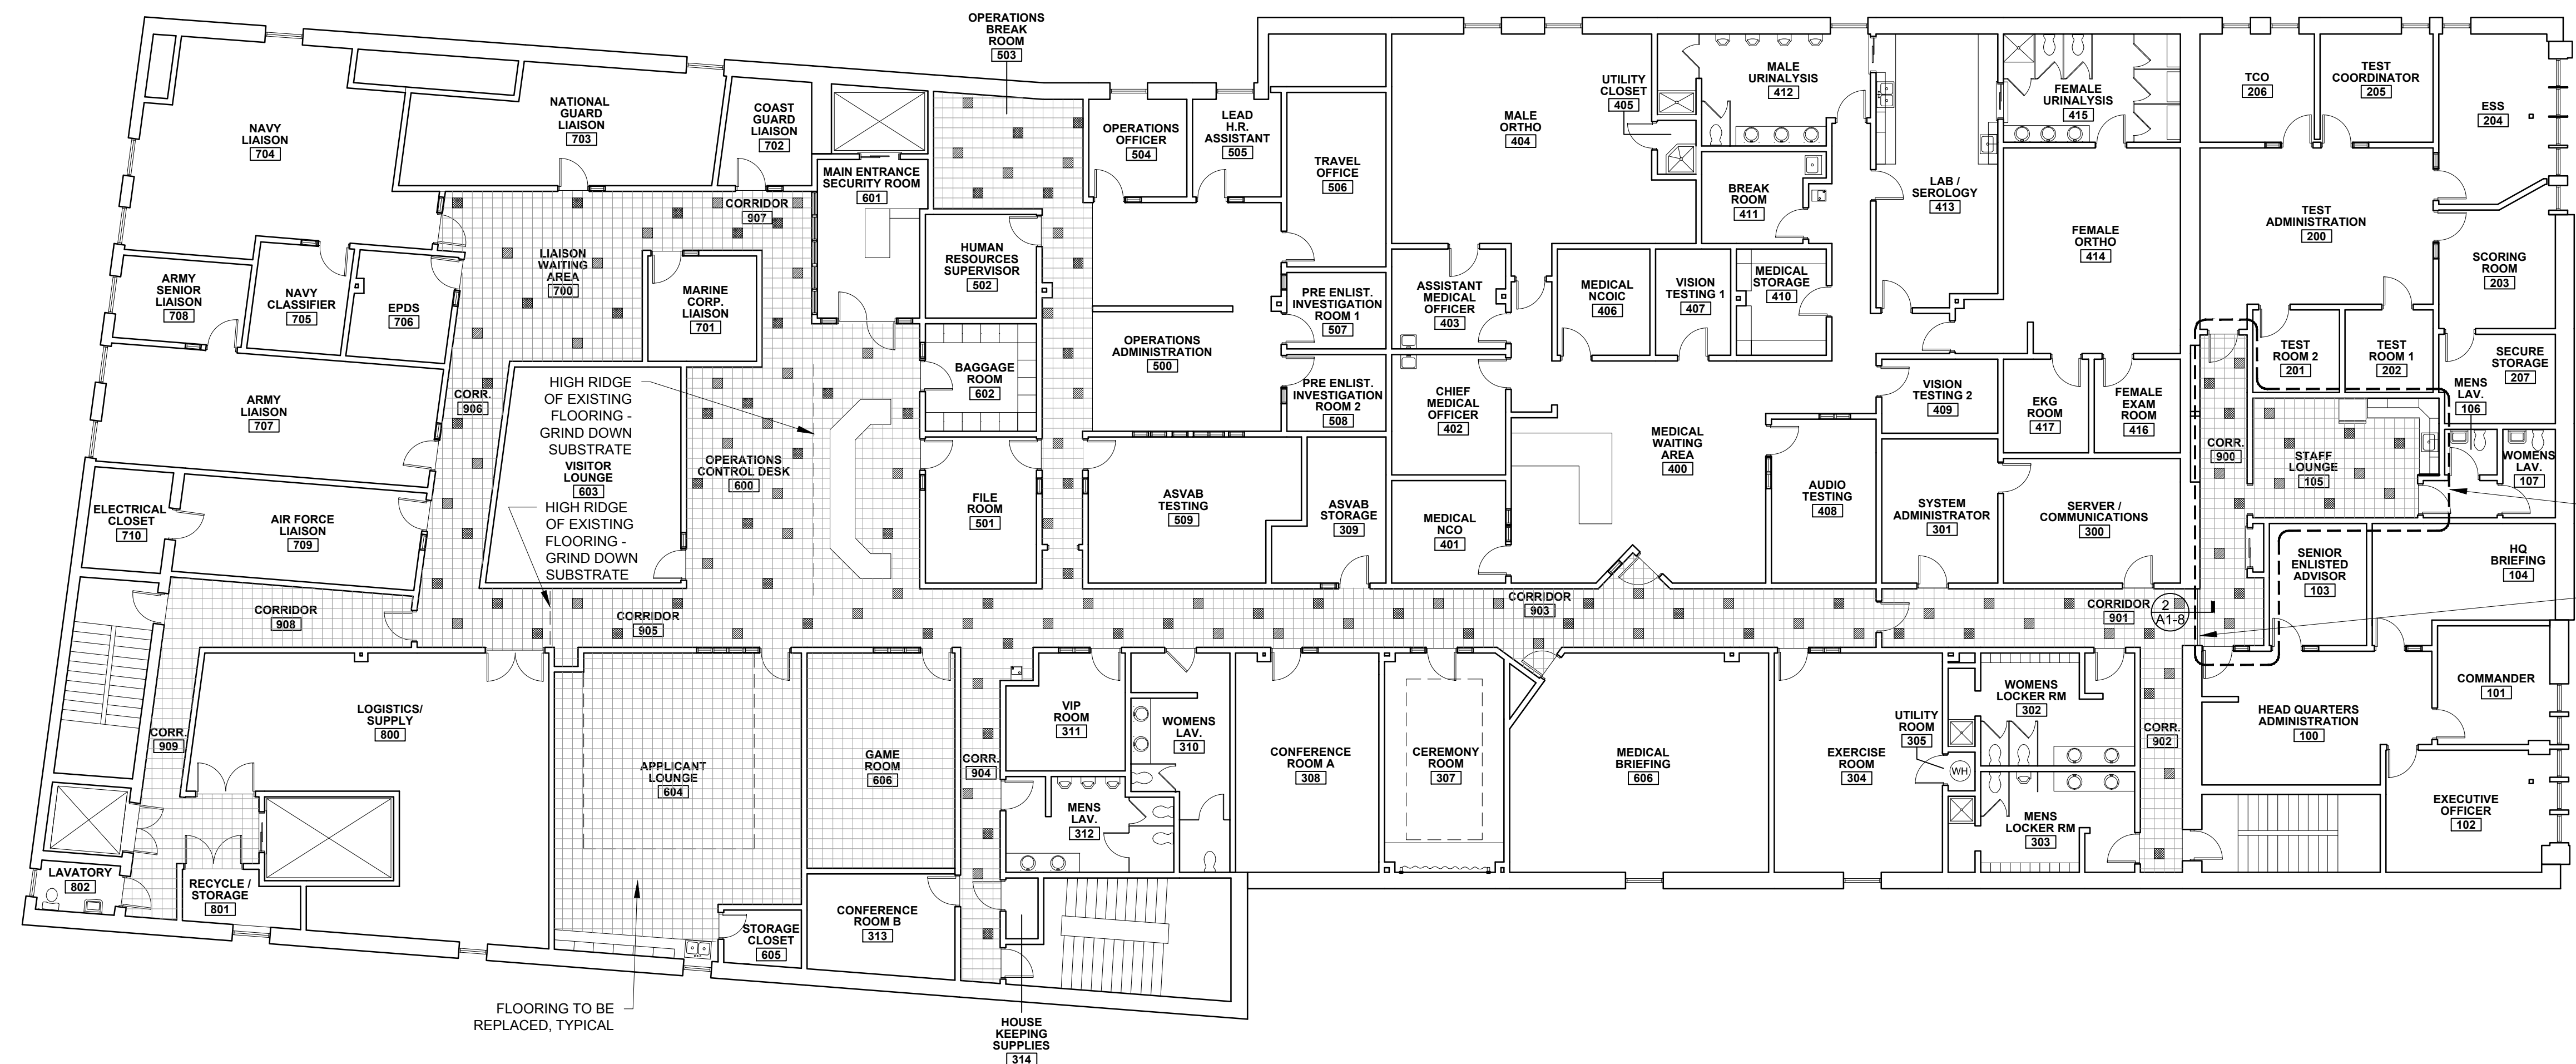 OPERATIONS
BREAK
ROOM
503
NAVY
LIAISON
704
NATIONAL
GUARD
LIAISON
703
COAST
GUARD
LIAISON
702
MAIN ENTRANCE
SECURITY ROOM
601
OPERATIONS
OFFICER
504
LEAD
H.R.
ASSISTANT
505
TRAVEL
OFFICE
506
MALE
ORTHO
404
UTILITY
CLOSET
405
MALE
URINALYSIS
412
BREAK
ROOM
411
LAB /
SEROLOGY
413
FEMALE
URINALYSIS
415
TCO
206
TEST
COORDINATOR
205
ESS
204
CORRIDOR
907
LIAISON
WAITING
AREA
700
HUMAN
RESOURCES
SUPERVISOR
502
FEMALE
ORTHO
414
TEST
ADMINISTRATION
200
SCORING
ROOM
203
ARMY
SENIOR
LIAISON
708
NAVY
CLASSIFIER
705
EPDS
706
MARINE
CORP.
LIAISON
701
PRE ENLIST.
INVESTIGATION
ROOM 1
507
ASSISTANT
MEDICAL
OFFICER
403
MEDICAL
NCOIC
406
VISION
TESTING 1
407
MEDICAL
STORAGE
410
OPERATIONS
ADMINISTRATION
500
TEST
ROOM 2
201
TEST
ROOM 1
202
SECURE
STORAGE
207
ARMY
LIAISON
707
CORR.
906
HIGH RIDGE
OF EXISTING
FLOORING -
GRIND DOWN
SUBSTRATE
VISITOR
LOUNGE
603
HIGH RIDGE
OF EXISTING
FLOORING -
GRIND DOWN
SUBSTRATE
OPERATIONS
CONTROL DESK
600
BAGGAGE
ROOM
602
PRE ENLIST.
INVESTIGATION
ROOM 2
508
CHIEF
MEDICAL
OFFICER
402
MEDICAL
WAITING
AREA
400
VISION
TESTING 2
409
EKG
ROOM
417
FEMALE
EXAM
ROOM
416
MENS
LAV.
106
CORR.
900
STAFF
LOUNGE
105
WOMENS
LAV.
107
ELECTRICAL
CLOSET
710
AIR FORCE
LIAISON
709
FILE
ROOM
501
ASVAB
TESTING
509
ASVAB
STORAGE
309
MEDICAL
NCO
401
AUDIO
TESTING
408
SYSTEM
ADMINISTRATOR
301
SERVER /
COMMUNICATIONS
300
SENIOR
ENLISTED
ADVISOR
103
HQ
BRIEFING
104
CORRIDOR
908
CORRIDOR
905
CORRIDOR
903
CORRIDOR
901
2
A1-8
LOGISTICS/
SUPPLY
800
CORR.
909
APPLICANT
LOUNGE
604
GAME
ROOM
606
CORR.
904
VIP
ROOM
311
WOMENS
LAV.
310
CONFERENCE
ROOM A
308
CEREMONY
ROOM
307
MEDICAL
BRIEFING
606
EXERCISE
ROOM
304
UTILITY
ROOM
305
WH
WOMENS
LOCKER RM
302
CORR.
902
HEAD QUARTERS
ADMINISTRATION
100
COMMANDER
101
MENS
LAV.
312
MENS
LOCKER RM
303
EXECUTIVE
OFFICER
102
LAVATORY
802
RECYCLE /
STORAGE
801
STORAGE
CLOSET
605
CONFERENCE
ROOM B
313
FLOORING TO BE
REPLACED, TYPICAL
HOUSE
KEEPING
SUPPLIES
314